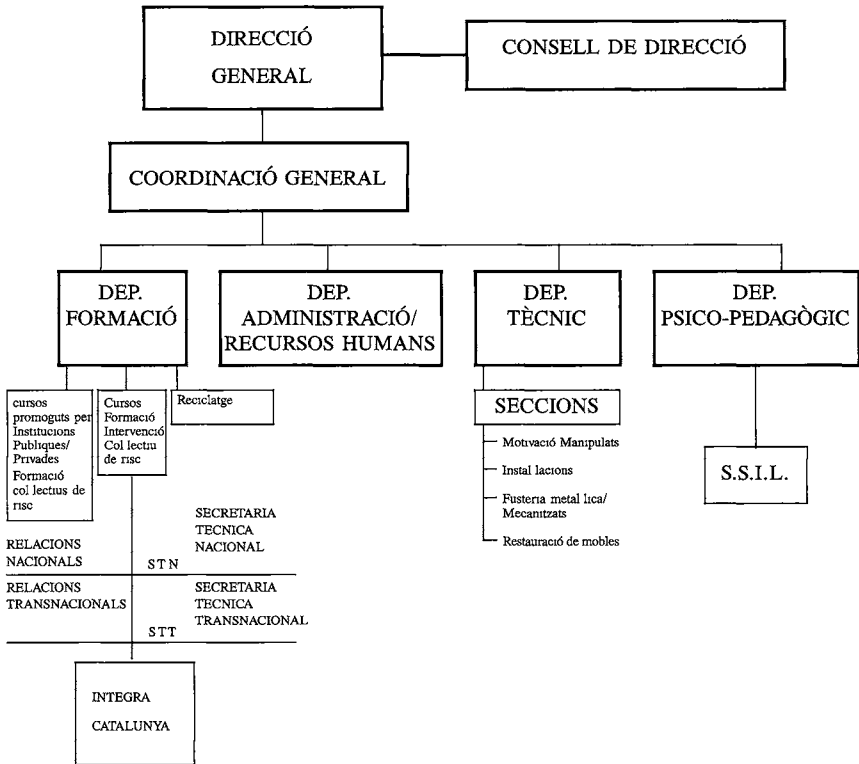 DIRECCIÓ
GENERAL
CONSELL DE DIRECCIÓ
COORDINACIÓ GENERAL
DEP.
FORMACIÓ
DEP.
ADMINISTRACIÓ/
RECURSOS HUMANS
DEP.
TÈCNIC
DEP.
PSICO-PEDAGÒGIC
cursos
promoguts per
Institucions
Publiques/
Privades
Formació
col lectius de
risc
Cursos
Formació
Intervenció
Col lectiu
de risc
Reciclatge
SECCIONS
Motivació Manipulats
Instal lacions
Fusteria metal lica/
Mecanitzats
Restauració de mobles
S.S.I.L.
RELACIONS
NACIONALS
STN
SECRETARIA
TECNICA
NACIONAL
RELACIONS
TRANSNACIONALS
STT
SECRETARIA
TECNICA
TRANSNACIONAL
INTEGRA
CATALUNYA